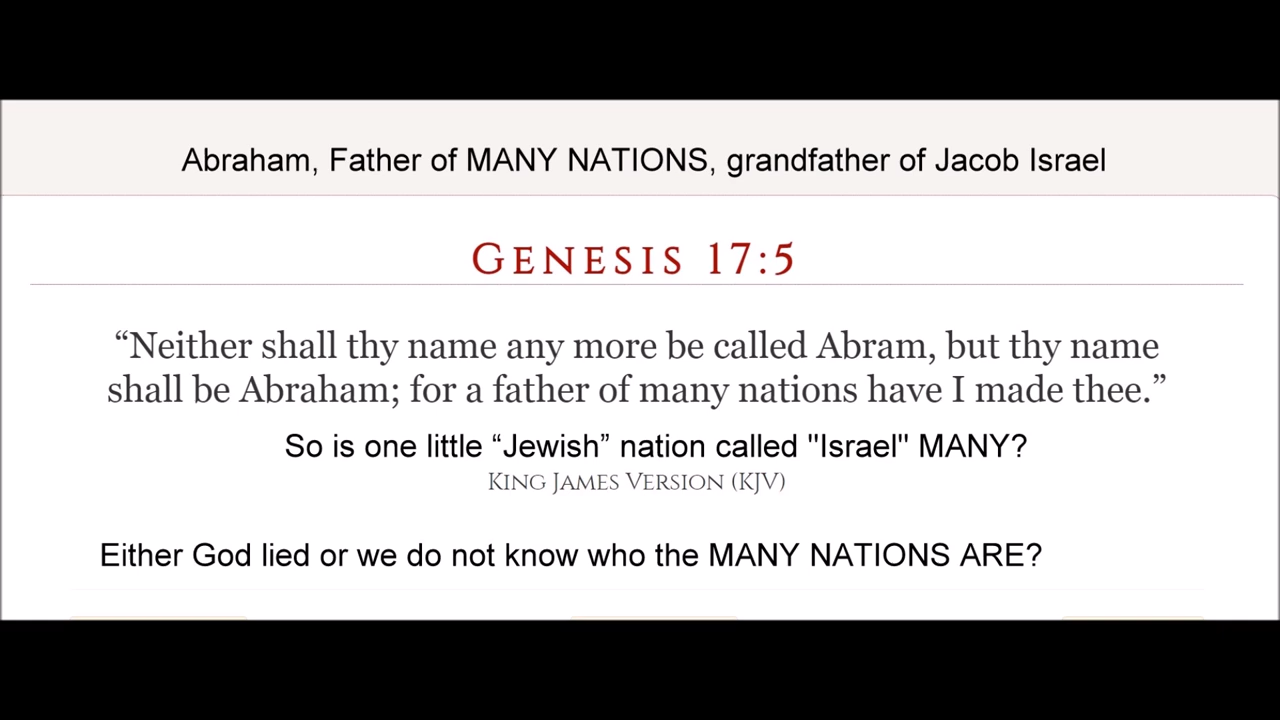 Abraham, Father of MANY NATIONS, grandfather of Jacob Israel
GENESIS 17:5
“Neither shall thy name any more be called Abram, but thy name
shall be Abraham; for a father of many nations have I made thee.”
So is one little “Jewish” nation called "Israel" MANY?
KING JAMES VERSION (KJV)
Either God lied or we do not know who the MANY NATIONS ARE?